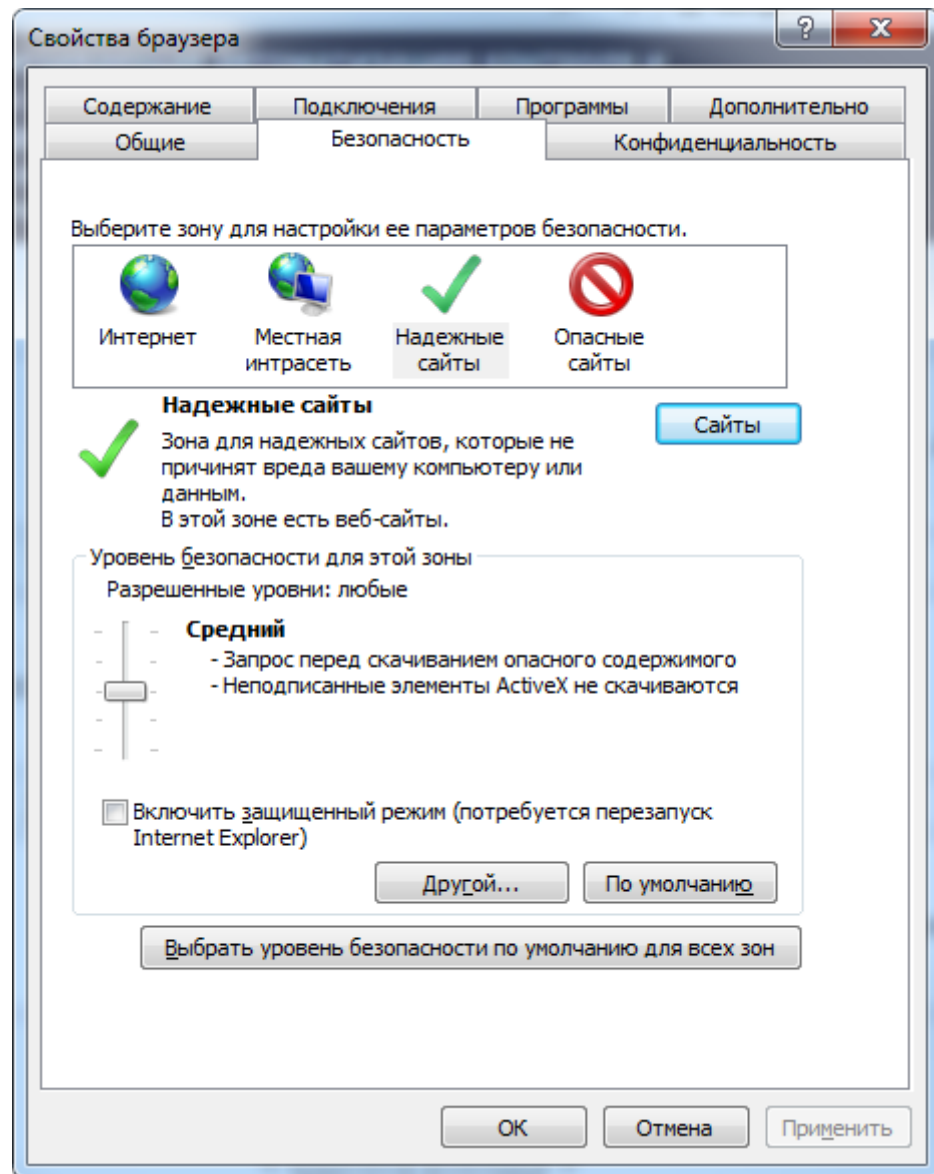 Свойства браузера
?
X
Содержание Подключения Программы Дополнительно
Общие Безопасность Конфиденциальность
Выберите зону для настройки ее параметров безопасности.
Интернет Местная Надежные Опасные
интрасеть сайты сайты
Надежные сайты
Сайты
Зона для надежных сайтов, которые не
причинят вреда вашему компьютеру или
данным.
В этой зоне есть веб-сайты.
Уровень безопасности для этой зоны
Разрешенные уровни: любые
Средний
- Запрос перед скачиванием опасного содержимого
- Неподписанные элементы ActiveX не скачиваются
Включить защищенный режим (потребуется перезапуск
Internet Explorer)
Другой... По умолчанию
Выбрать уровень безопасности по умолчанию для всех зон
ОК Отмена Применить